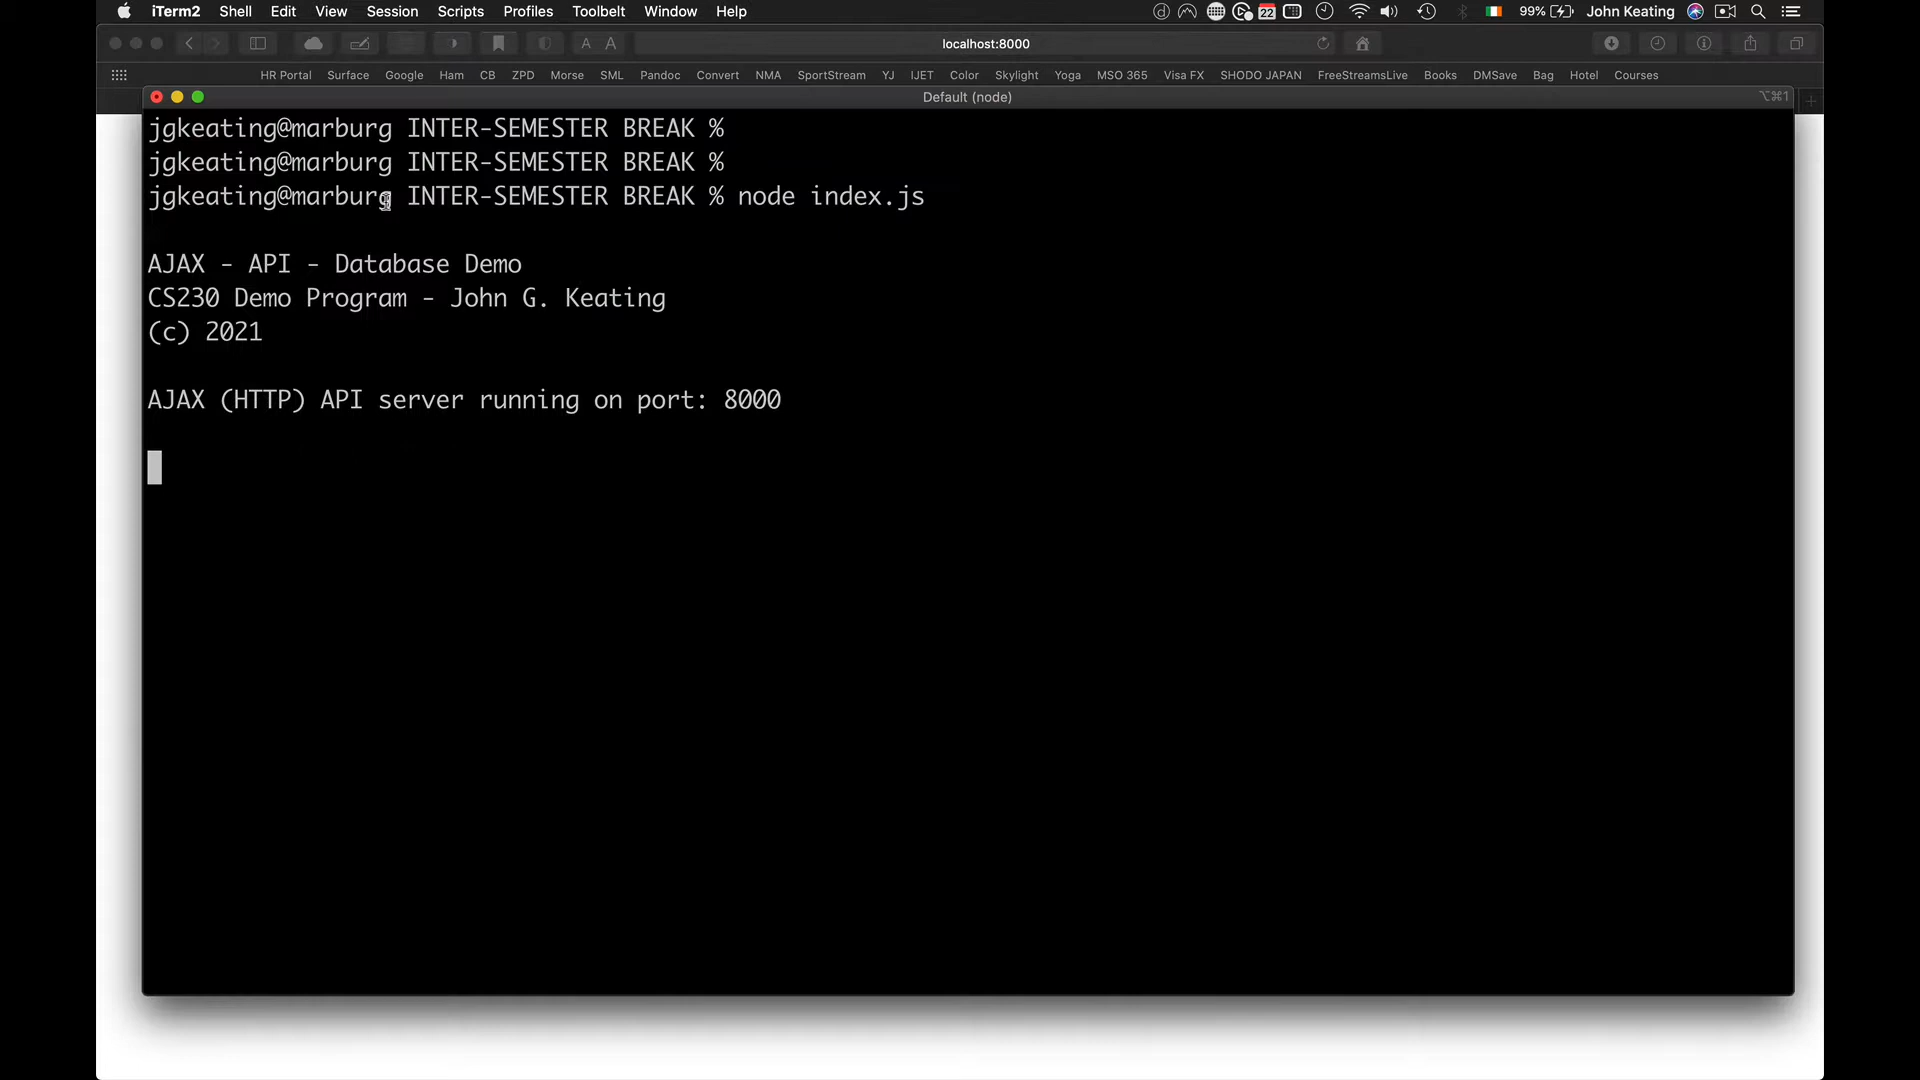 iTerm2 Shell Edit View Session Scripts Profiles Toolbelt Window Help 22 99% John Keating
A A localhost:8000
HR Portal Surface Google Ham CB ZPD Morse SML Pandoc Convert NMA SportStream YJ IJET Color Skylight Yoga MSO 365 Visa FX SHODO JAPAN FreeStreamsLive Books DMSave Bag Hotel Courses
Default (node) ⌥⌘1
jgkeating@marburg INTER-SEMESTER BREAK %
jgkeating@marburg INTER-SEMESTER BREAK %
jgkeating@marburg INTER-SEMESTER BREAK % node index.js
AJAX - API - Database Demo
CS230 Demo Program - John G. Keating
(c) 2021
AJAX (HTTP) API server running on port: 8000